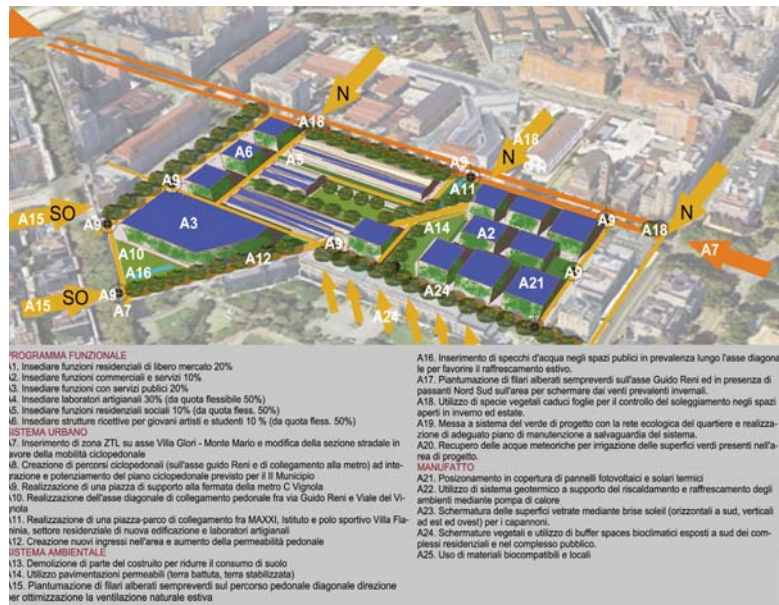 N
A18
N
A18
N
A6
A5
A9
A11
A9
A15
SO
A9
A3
A14
A2
A9
A18
A7
A10
A16
A12
A9
A21
A9
A24
A15
SO
A9
A7
A24
PROGRAMMA FUNZIONALE
A1. Insediare funzioni residenziali di libero mercato 20%
A2. Insediare funzioni commerciali e servizi 10%
A3. Insediare funzioni con servizi publici 20%
A4. Insediare laboratori artigianali 30% (da quota flessibile 50%)
A5. Insediare funzioni residenziali sociali 10% (da quota fless. 50%)
A6. Insediare strutture ricettive per giovani artisti e studenti 10 % (da quota fless. 50%)
SISTEMA URBANO
A7. Inserimento di zona ZTL su asse Villa Glori - Monte Mario e modifica della sezione stradale in
favore della mobilità ciclopedonale
A8. Creazione di percorsi ciclopedonali (sull'asse guido Reni e di collegamento alla metro) ad inte-
grazione e potenziamento del piano ciclopedonale previsto per il II Municipio
A9. Realizzazione di una piazza di supporto alla fermata della metro C Vignola
A10. Realizzazione dell'asse diagonale di collegamento pedonale fra via Guido Reni e Viale del Vi-
gnola
A11. Realizzazione di una piazza-parco di collegamento fra MAXXI, Istituto e polo sportivo Villa Fla-
minia, settore residenziale di nuova edificazione e laboratori artigianali
A12. Creazione nuovi ingressi nell'area e aumento della permeabilità pedonale
SISTEMA AMBIENTALE
A13. Demolizione di parte del costruito per ridurre il consumo di suolo
A14. Utilizzo pavimentazioni permeabili (terra battuta, terra stabilizzata)
A15. Piantumazione di filari alberati sempreverdi sul percorso pedonale diagonale direzione
per ottimizzazione la ventilazione naturale estiva
A16. Inserimento di specchi d'acqua negli spazi publici in prevalenza lungo l'asse diagona
le per favorire il raffrescamento estivo.
A17. Piantumazione di filari alberati sempreverdi sull'asse Guido Reni ed in presenza di
passanti Nord Sud sull'area per schermare dai venti prevalenti invernali.
A18. Utilizzo di specie vegetali caduci foglie per il controllo del soleggiamento negli spazi
aperti in inverno ed estate.
A19. Messa a sistema del verde di progetto con la rete ecologica del quartiere e realizza-
zione di adeguato piano di manutenzione a salvaguardia del sistema.
A20. Recupero delle acque meteoriche per irrigazione delle superfici verdi presenti nell'a-
rea di progetto.
MANUFATTO
A21. Posizonamento in copertura di pannelli fotovoltaici e solari termici
A22. Utilizzo di sistema geotermico a supporto del riscaldamento e raffrescamento degli
ambienti mediante pompa di calore
A23. Schermatura delle superfici vetrate mediante brise soleil (orizzontali a sud, verticali
ad est ed ovest) per i capannoni.
A24. Schermature vegetali e utilizzo di buffer spaces bioclimatici esposti a sud dei com-
plessi residenziali e nel complesso pubblico.
A25. Uso di materiali biocompatibili e locali